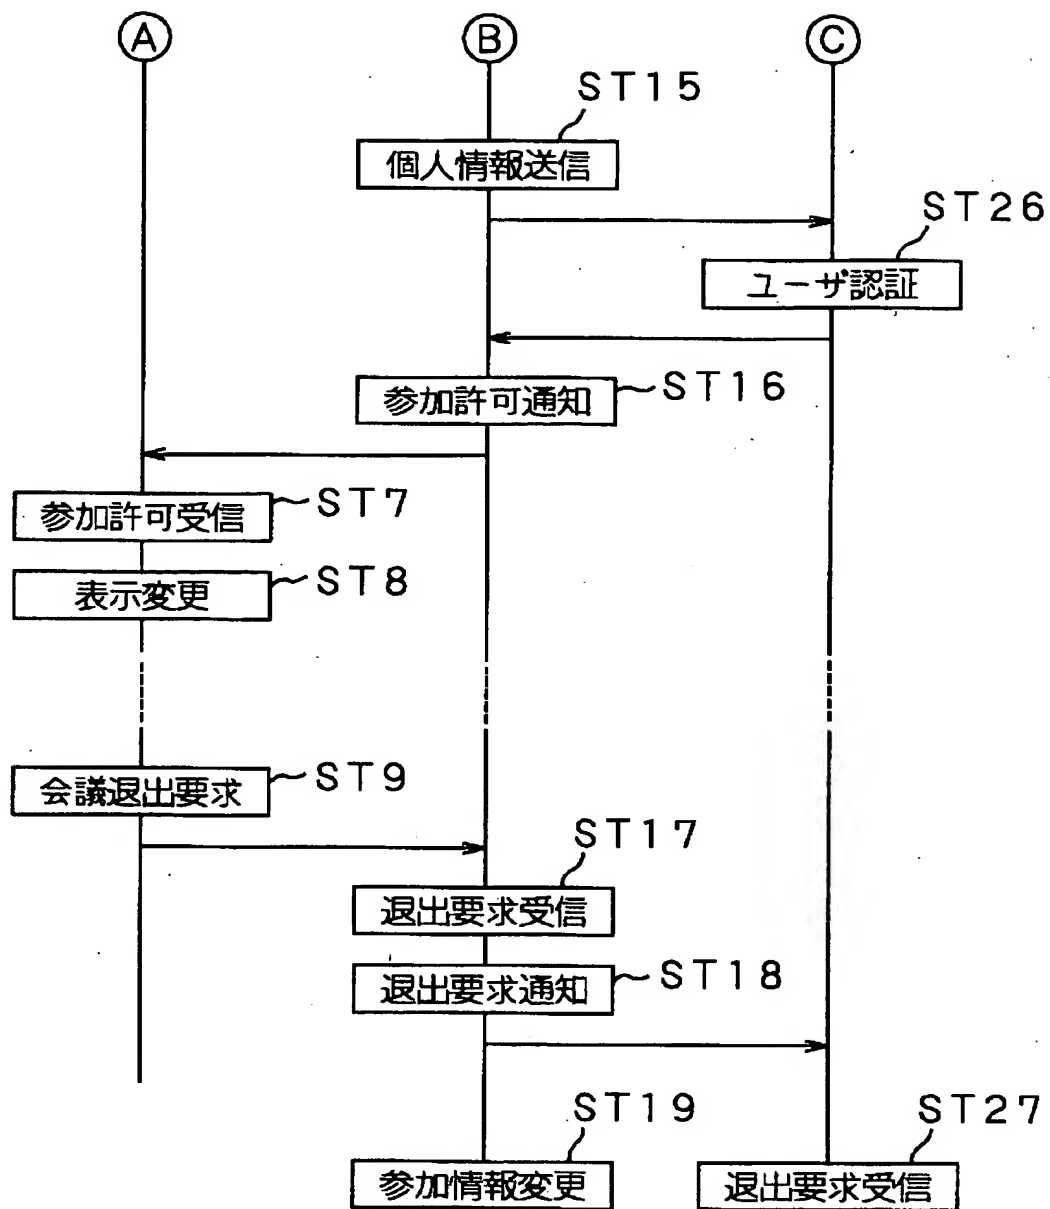 A
B
C
ST15
個人情報送信
ST26
ユーザ認証
参加許可通知
ST16
参加許可受信
ST7
表示変更
ST8
会議退出要求
ST9
ST17
退出要求受信
退出要求通知
ST18
ST19
ST27
参加情報変更
退出要求受信